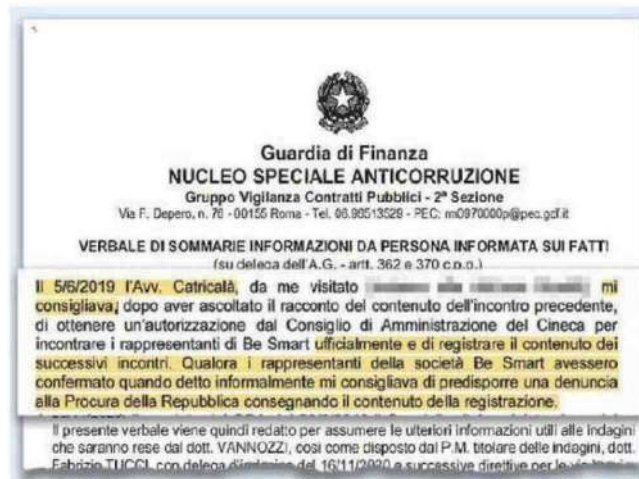 Guardia di Finanza
NUCLEO SPECIALE ANTICORRUZIONE
Gruppo Vigilanza Contratti Pubblici - 2ª Sezione
Via F. Depero, n. 76 - 00155 Roma - Tel. 06.96513529 - PEC: rm0970000p@pec.gdf.it
VERBALE DI SOMMARIE INFORMAZIONI DA PERSONA INFORMATA SUI FATTI
(su delega dell'A.G. - artt. 362 e 370 c.p.p.)
Il 5/6/2019 l'Avv. Catricalà, da me visitato mi
consigliava, dopo aver ascoltato il racconto del contenuto dell'incontro precedente,
di ottenere un'autorizzazione dal Consiglio di Amministrazione del Cineca per
incontrare i rappresentanti di Be Smart ufficialmente e di registrare il contenuto dei
successivi incontri. Qualora i rappresentanti della società Be Smart avessero
confermato quando detto informalmente mi consigliava di predisporre una denuncia
alla Procura della Repubblica consegnando il contenuto della registrazione.
Il presente verbale viene quindi redatto per assumere le ulteriori informazioni utili alle indagini
che saranno rese dal dott. VANNOZZI, così come disposto dal P.M. titolare delle indagini, dott.
Fabrizio TUCCI, con delega d'indagine del 16/11/2020 e successive direttive per le vie